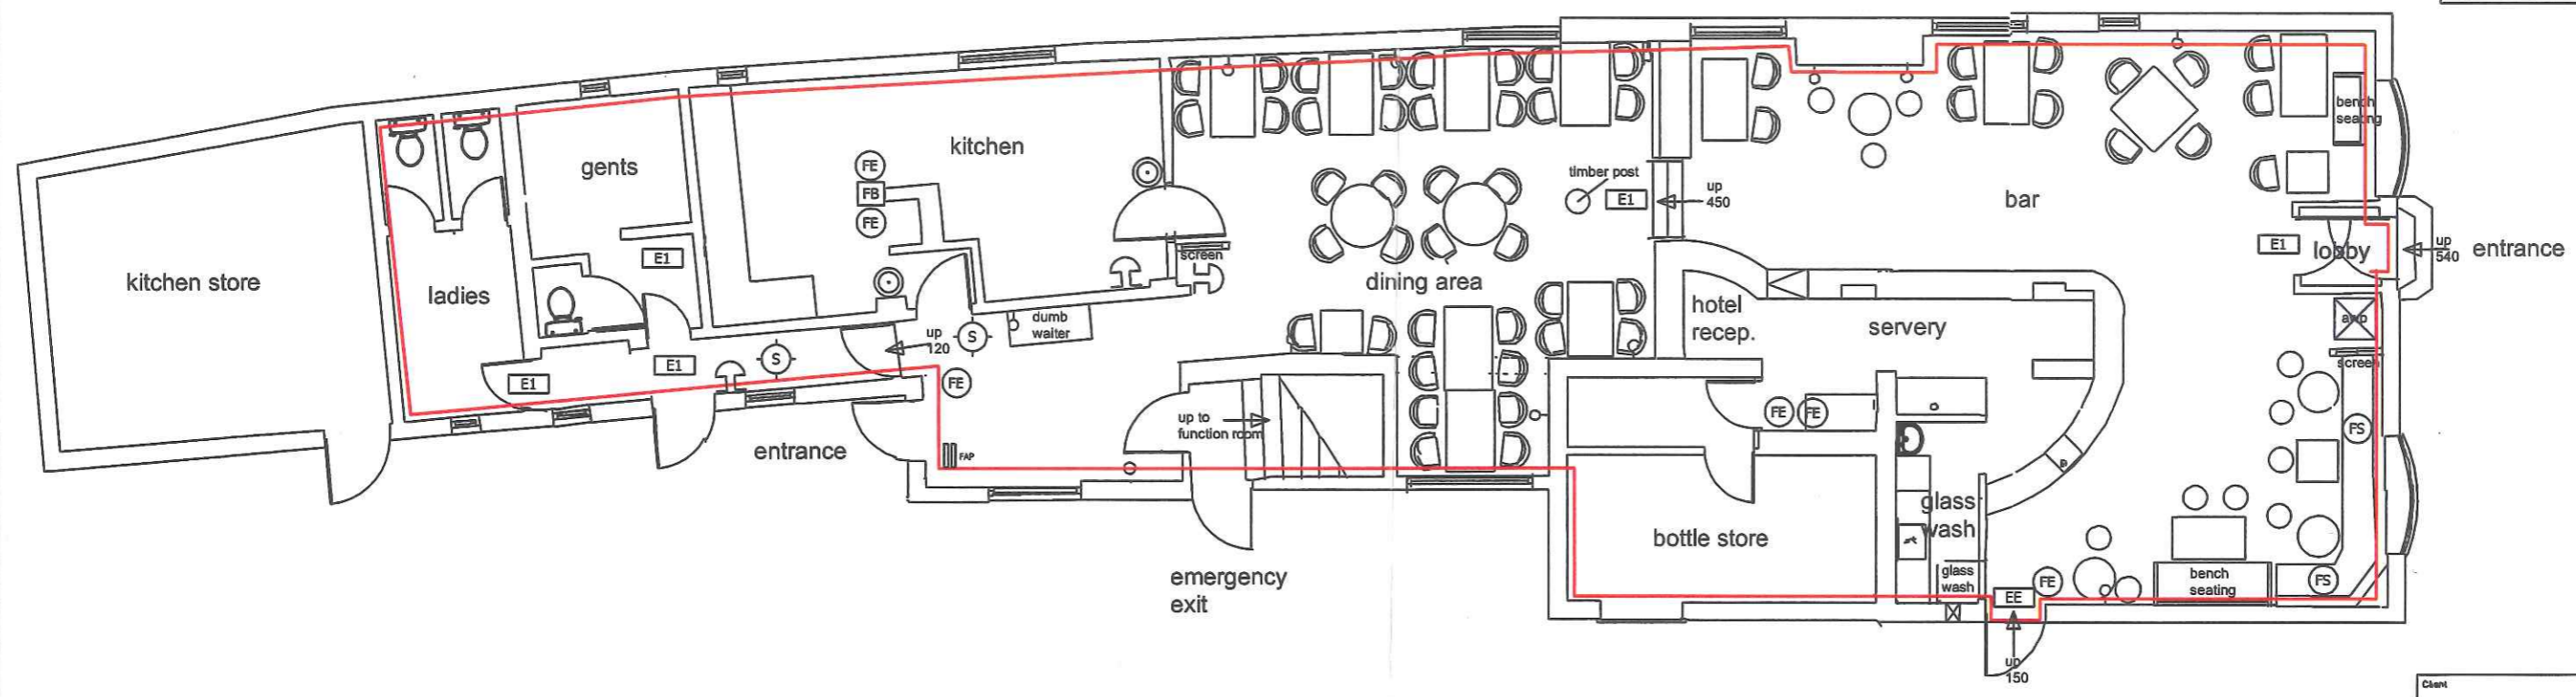 kitchen store
ladies
gents
E1
E1
E1
S
kitchen
FE
FB
FE
up
120
S
dumb
waiter
screen
FE
FAP
entrance
up to
function room
emergency
exit
dining area
timber post
E1
up
450
hotel
recep.
servery
FE
FE
bottle store
glass
wash
glass
wash
EE
FE
up
150
bar
bench
seating
E1
lobby
up
540
entrance
awp
screen
FS
FS
bench
seating
Client